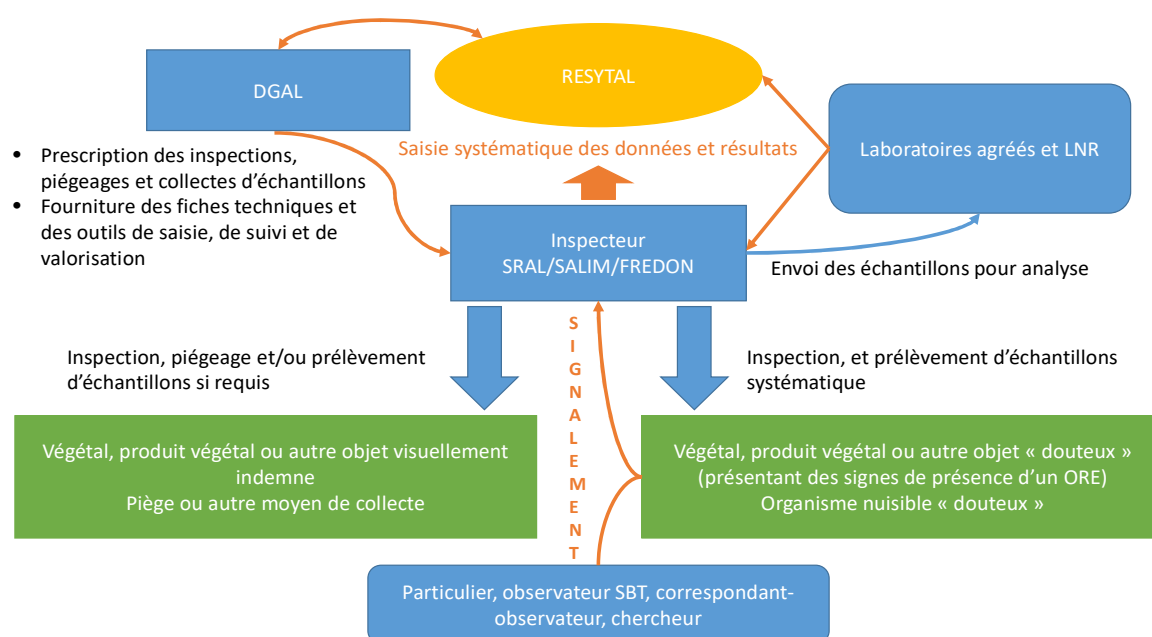 DGAL
RESYTAL
Laboratoires agréés et LNR
• Prescription des inspections,
piégeages et collectes d’échantillons
• Fourniture des fiches techniques et
des outils de saisie, de suivi et de
valorisation
Saisie systématique des données et résultats
Inspecteur
SRAL/SALIM/FREDON
Envoi des échantillons pour analyse
Inspection, piégeage et/ou prélèvement
d’échantillons si requis
SIGNALEMENT
Inspection, et prélèvement d’échantillons
systématique
Végétal, produit végétal ou autre objet visuellement
indemne
Piège ou autre moyen de collecte
Végétal, produit végétal ou autre objet « douteux »
(présentant des signes de présence d’un ORE)
Organisme nuisible « douteux »
Particulier, observateur SBT, correspondant-
observateur, chercheur